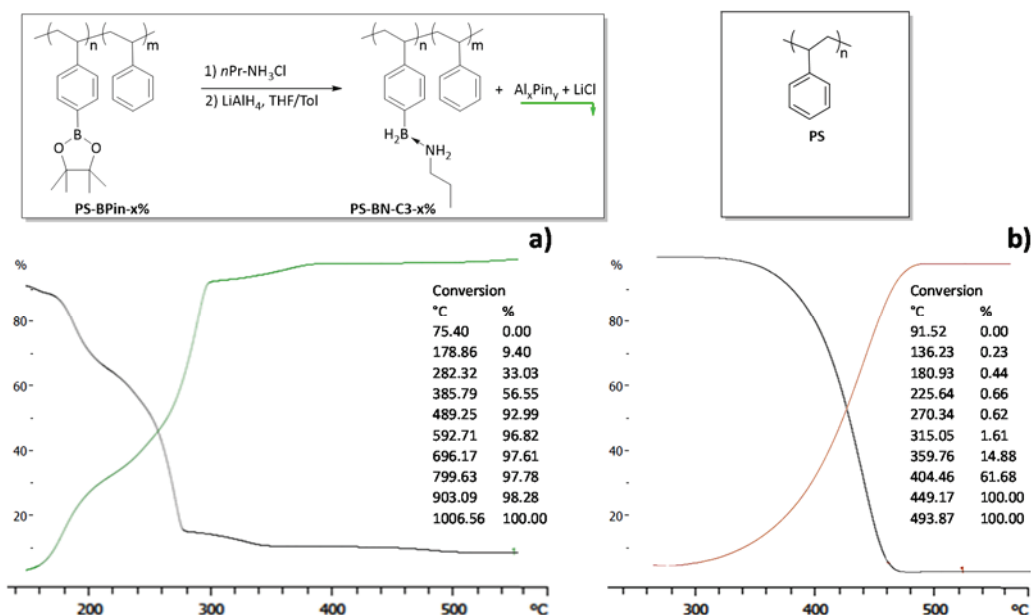 n m
1) nPr-NH₃Cl
2) LiAlH₄, THF/Tol
+ AlₓPinᵧ + LiCl
B
O O
H₂B
NH₂
PS-BPin-x%
PS-BN-C3-x%
n
PS
a)
%
80
60
40
20
200 300 400 500 ºC
Conversion
°C %
75.40 0.00
178.86 9.40
282.32 33.03
385.79 56.55
489.25 92.99
592.71 96.82
696.17 97.61
799.63 97.78
903.09 98.28
1006.56 100.00
b)
%
80
60
40
20
300 400 500 ºC
Conversion
°C %
91.52 0.00
136.23 0.23
180.93 0.44
225.64 0.66
270.34 0.62
315.05 1.61
359.76 14.88
404.46 61.68
449.17 100.00
493.87 100.00